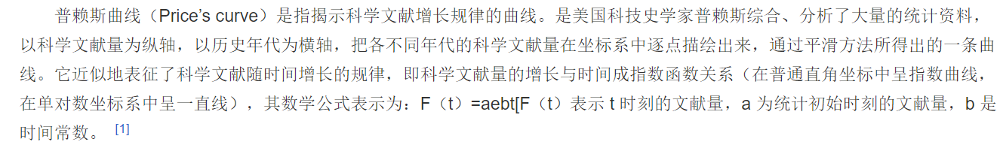 普赖斯曲线（Price's curve）是指揭示科学文献增长规律的曲线。是美国科技史学家普赖斯综合、分析了大量的统计资料，
以科学文献量为纵轴，以历史年代为横轴，把各不同年代的科学文献量在坐标系中逐点描绘出来，通过平滑方法所得出的一条曲
线。它近似地表征了科学文献随时间增长的规律，即科学文献量的增长与时间成指数函数关系（在普通直角坐标中呈指数曲线，
在单对数坐标系中呈一直线），其数学公式表示为：F（t）=aebt[F（t）表示 t 时刻的文献量，a 为统计初始时刻的文献量，b 是
时间常数。 [1]